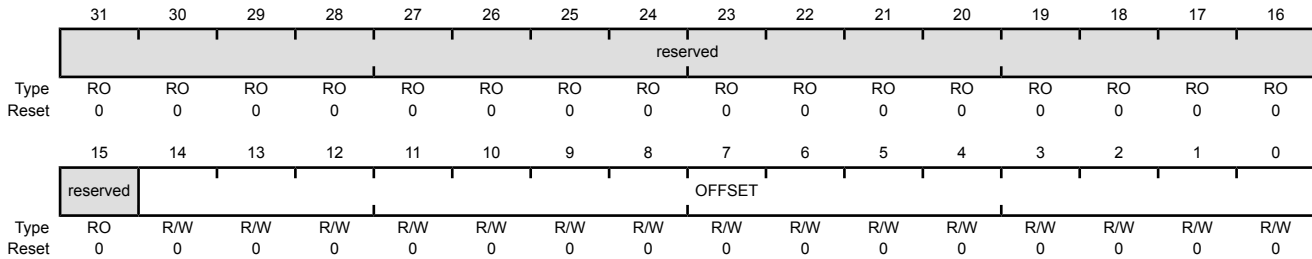 31 30 29 28 27 26 25 24 23 22 21 20 19 18 17 16
reserved
Type RO RO RO RO RO RO RO RO RO RO RO RO RO RO RO RO
Reset 0 0 0 0 0 0 0 0 0 0 0 0 0 0 0 0
15 14 13 12 11 10 9 8 7 6 5 4 3 2 1 0
reserved OFFSET
Type RO R/W R/W R/W R/W R/W R/W R/W R/W R/W R/W R/W R/W R/W R/W R/W
Reset 0 0 0 0 0 0 0 0 0 0 0 0 0 0 0 0